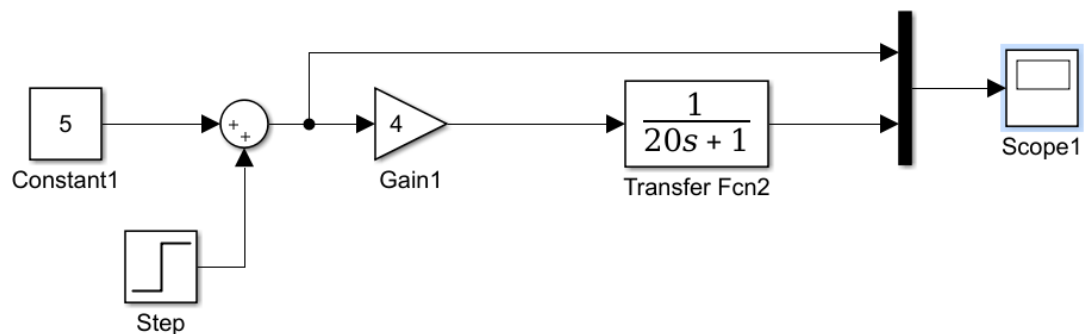 5
Constant1
+
+
Step
4
Gain1
1
20s + 1
Transfer Fcn2
Scope1